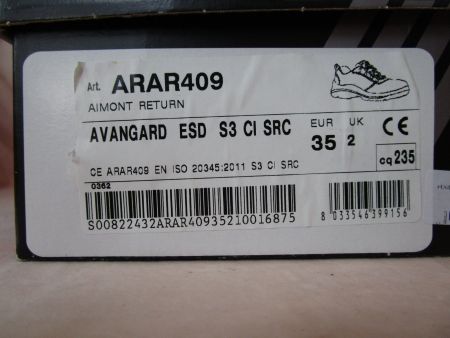 Art. ARAR409
AIMONT RETURN
AVANGARD ESD S3 CI SRC
EUR UK
35 2
CE
CE ARAR409 EN ISO 20345:2011 S3 CI SRC
cq 235
0362
S00822432ARAR40935210016875
8 033546 399156